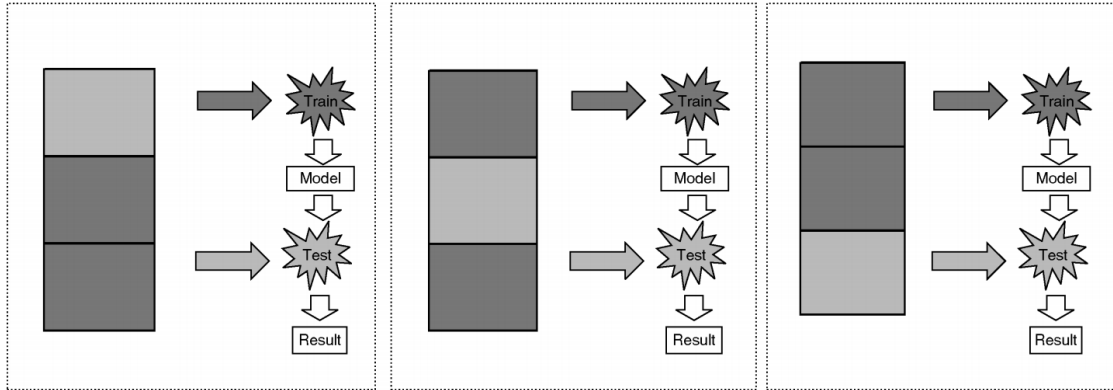 Train
Model
Test
Result
Train
Model
Test
Result
Train
Model
Test
Result